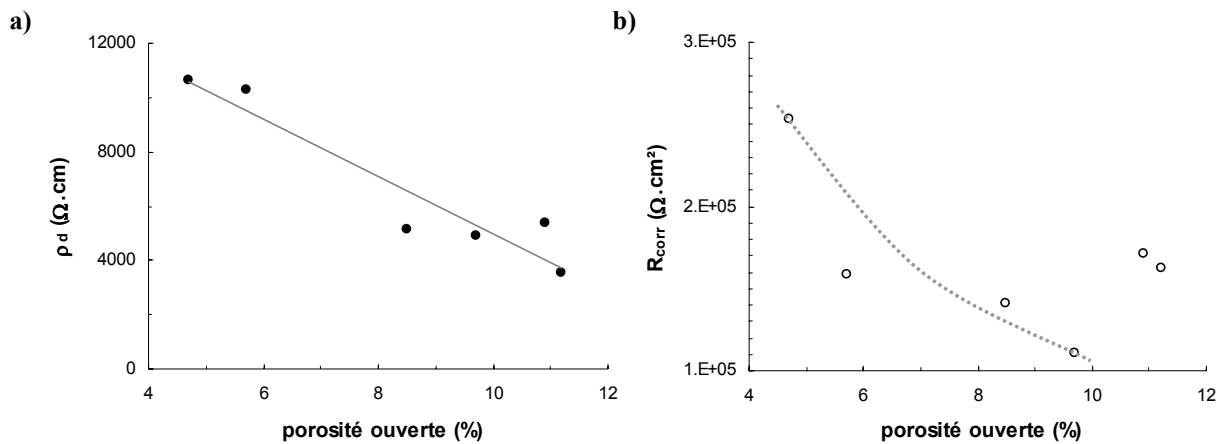 a)
12000
8000
4000
0
ρd (Ω.cm)
4 6 8 10 12
porosité ouverte (%)
b)
3.E+05
2.E+05
1.E+05
Rcorr (Ω.cm²)
4 6 8 10 12
porosité ouverte (%)